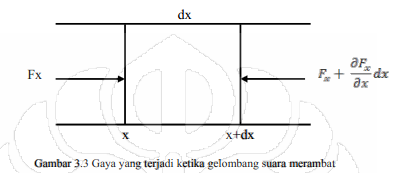 dx
Fx
F_x + ∂F_x/∂x dx
x x+dx
Gambar 3.3 Gaya yang terjadi ketika gelombang suara merambat